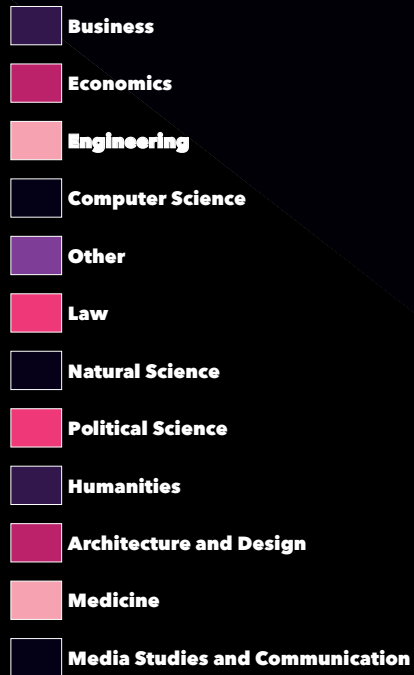 Business
Economics
Engineering
Computer Science
Other
Law
Natural Science
Political Science
Humanities
Architecture and Design
Medicine
Media Studies and Communication